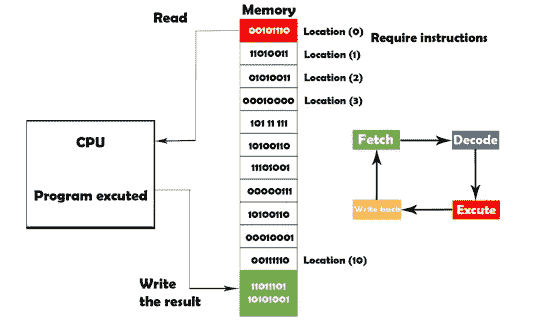 Memory
Read
00101110
Location (0)
Require instructions
11010011
Location (1)
01010011
Location (2)
00010000
Location (3)
101 11 111
10100110
11101001
00000111
10100110
00010001
00111110
Location (10)
11011101
10101001
CPU
Program excuted
Write
the result
Fetch
Decode
Write back
Excute